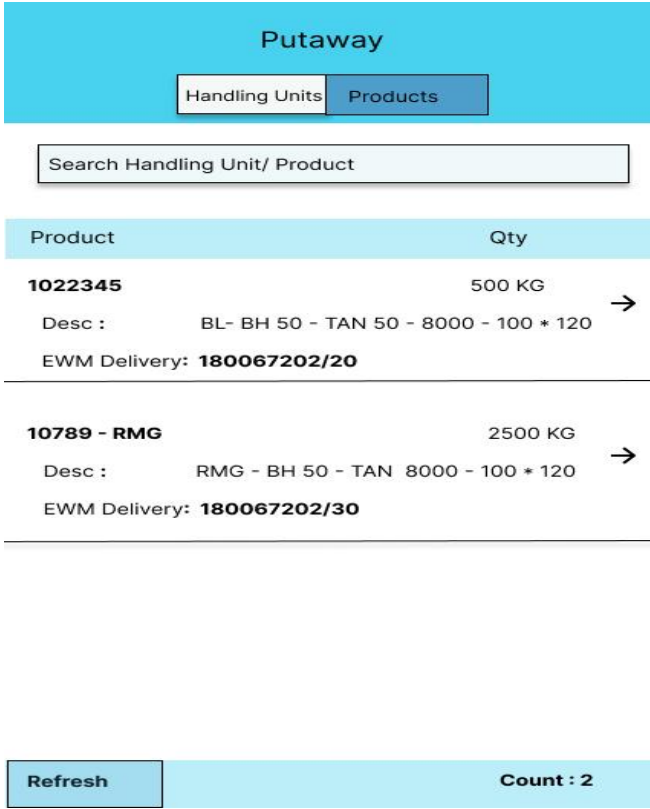 Putaway
Handling Units Products
Search Handling Unit/ Product
Product Qty
1022345 500 KG
Desc : BL- BH 50 - TAN 50 - 8000 - 100 * 120
EWM Delivery: 180067202/20
10789 - RMG 2500 KG
Desc : RMG - BH 50 - TAN 8000 - 100 * 120
EWM Delivery: 180067202/30
Refresh Count : 2